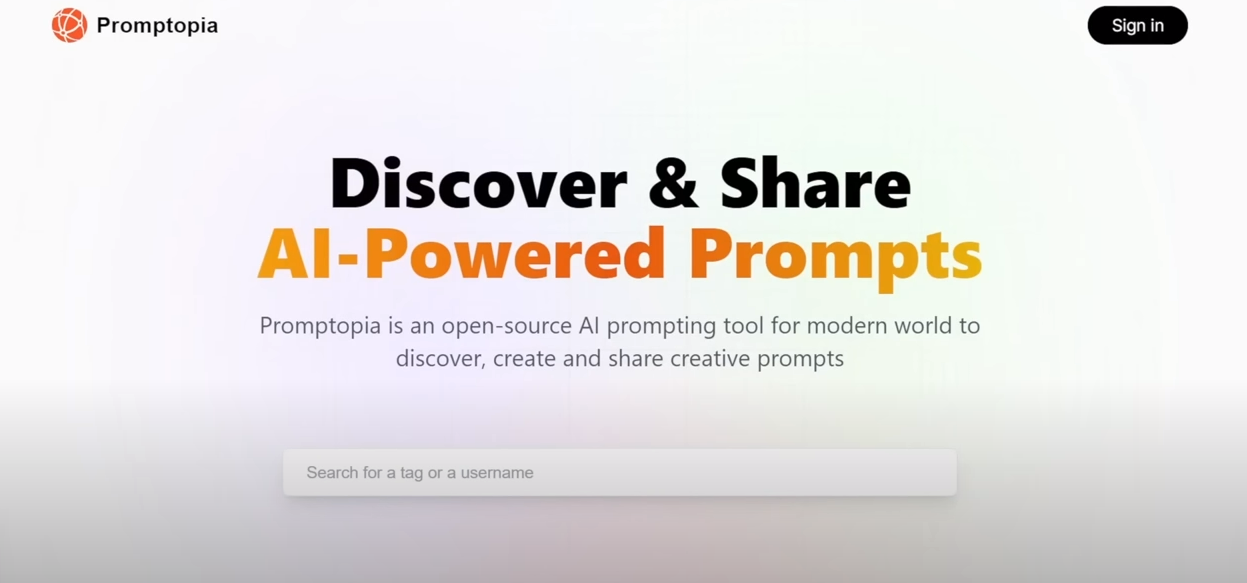 Promptopia
Sign in
Discover & Share
AI-Powered Prompts
Promptopia is an open-source AI prompting tool for modern world to
discover, create and share creative prompts
Search for a tag or a username